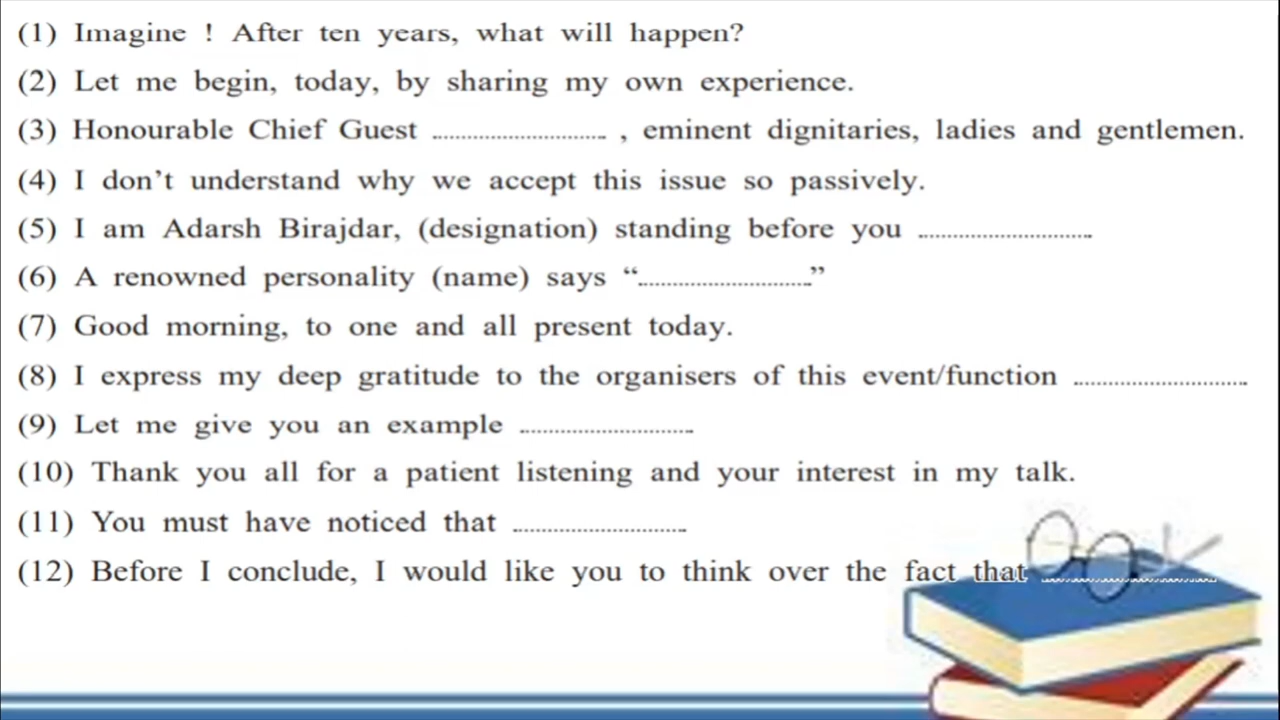 (1) Imagine ! After ten years, what will happen?
(2) Let me begin, today, by sharing my own experience.
(3) Honourable Chief Guest ............................ , eminent dignitaries, ladies and gentlemen.
(4) I don’t understand why we accept this issue so passively.
(5) I am Adarsh Birajdar, (designation) standing before you ............................
(6) A renowned personality (name) says “............................”
(7) Good morning, to one and all present today.
(8) I express my deep gratitude to the organisers of this event/function ............................
(9) Let me give you an example ............................
(10) Thank you all for a patient listening and your interest in my talk.
(11) You must have noticed that ............................
(12) Before I conclude, I would like you to think over the fact that ............................